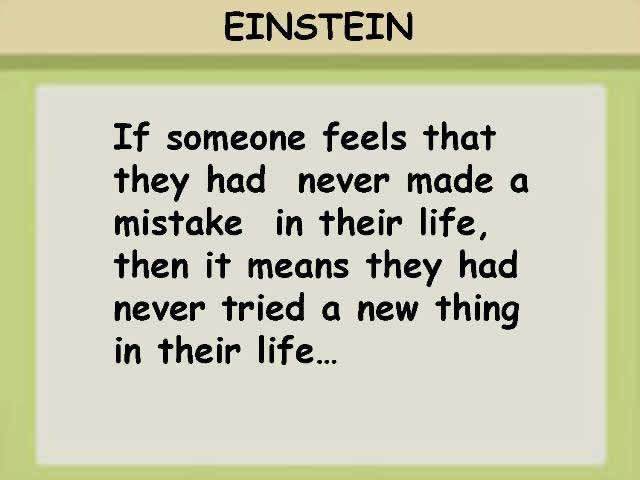 EINSTEIN
If someone feels that
they had  never made a
mistake  in their life,
then it means they had
never tried a new thing
in their life…